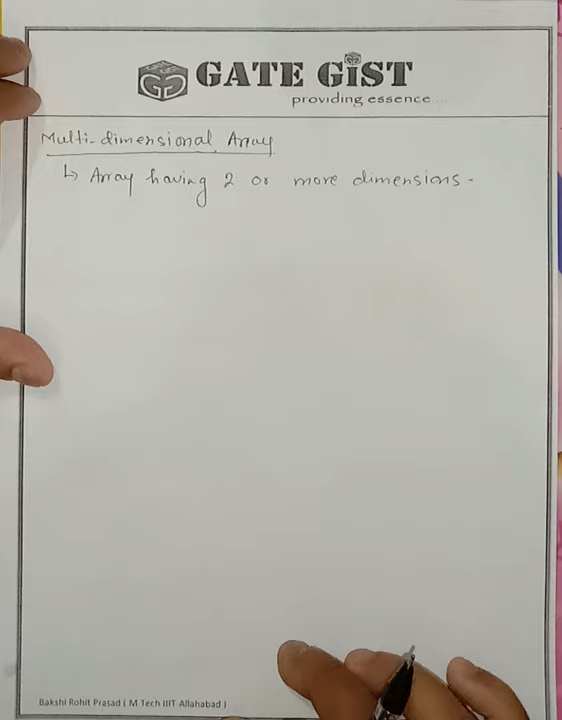 GATE GiST
providing essence....
Multi-dimensional Array
↳ Array having 2 or more dimensions.
Bakshi Rohit Prasad ( M Tech IIIT Allahabad )